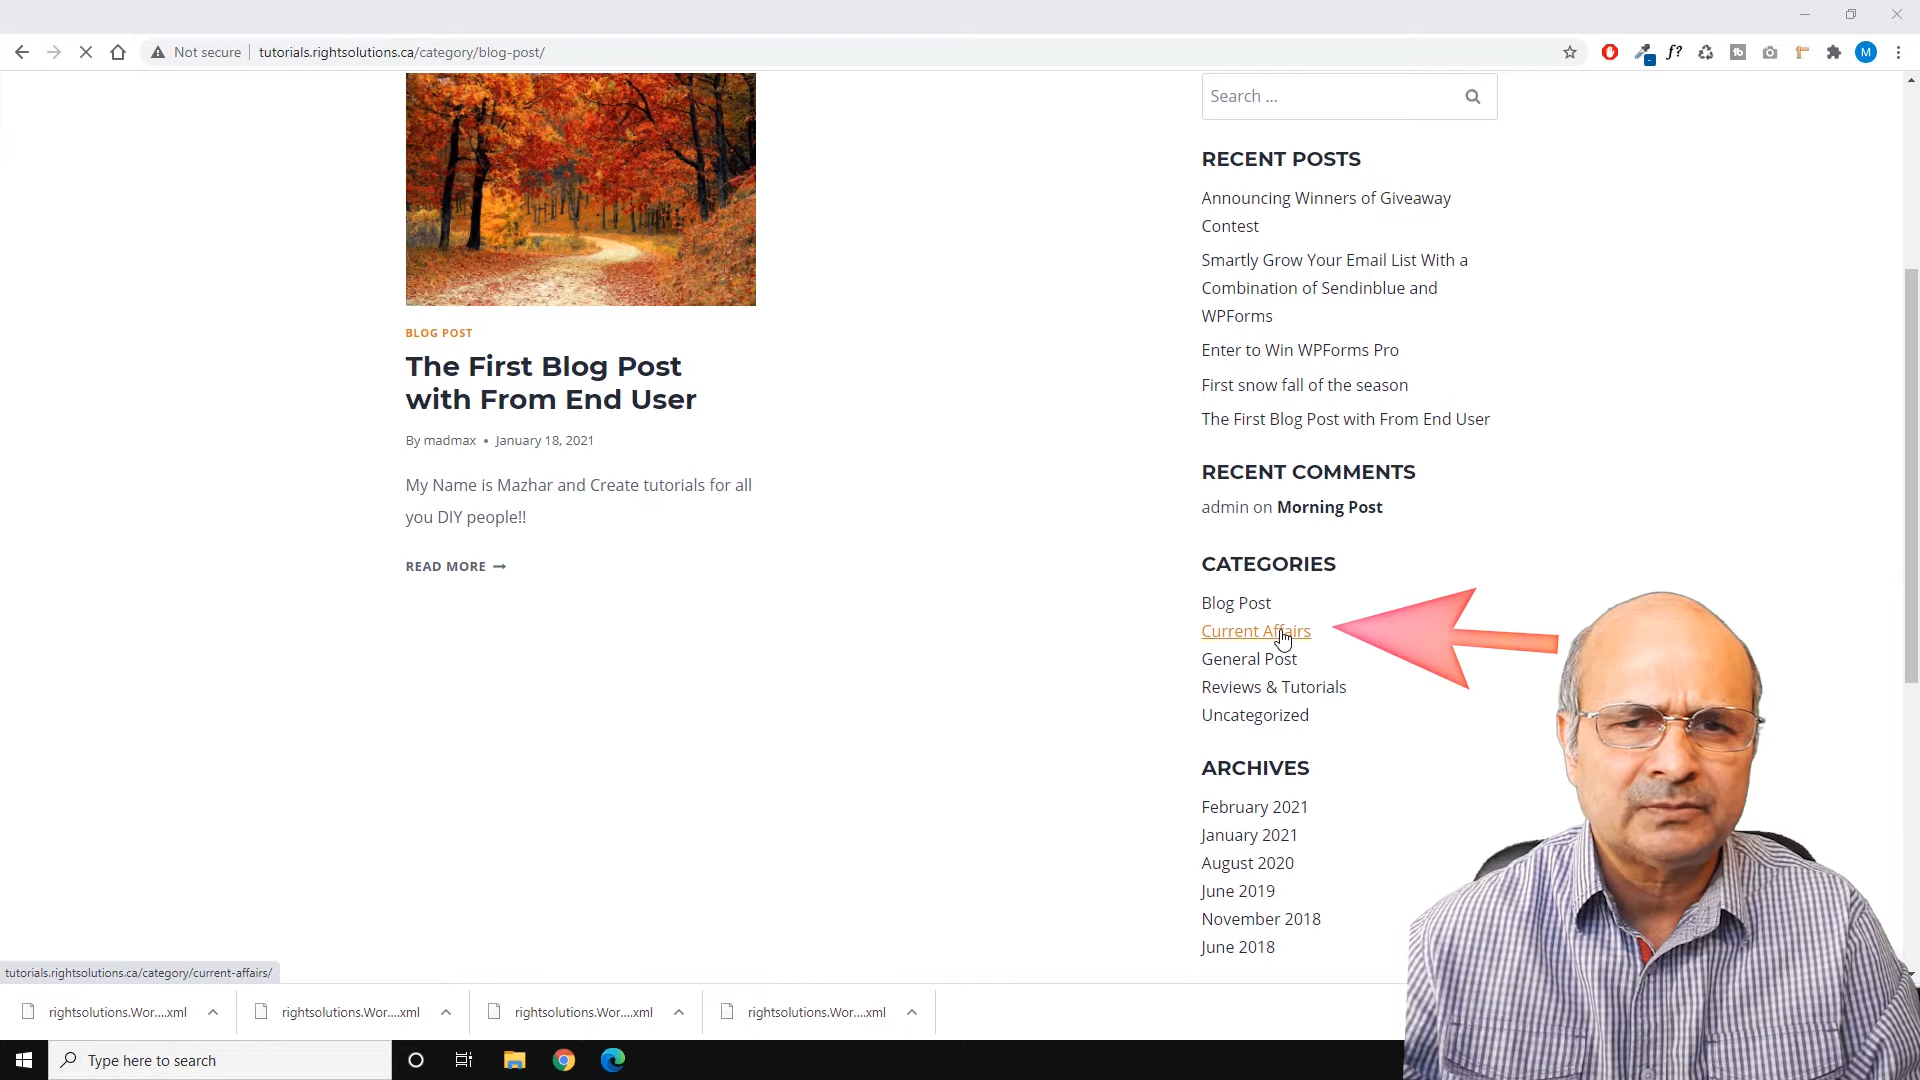 Not secure
tutorials.rightsolutions.ca/category/blog-post/
f?
M
Search ...
RECENT POSTS
Announcing Winners of Giveaway
Contest
Smartly Grow Your Email List With a
Combination of Sendinblue and
WPForms
Enter to Win WPForms Pro
First snow fall of the season
The First Blog Post with From End User
BLOG POST
The First Blog Post
with From End User
By madmax • January 18, 2021
My Name is Mazhar and Create tutorials for all
you DIY people!!
READ MORE
RECENT COMMENTS
admin on Morning Post
CATEGORIES
Blog Post
Current Affairs
General Post
Reviews & Tutorials
Uncategorized
ARCHIVES
February 2021
January 2021
August 2020
June 2019
November 2018
June 2018
tutorials.rightsolutions.ca/category/current-affairs/
rightsolutions.Wor....xml
rightsolutions.Wor....xml
rightsolutions.Wor....xml
rightsolutions.Wor....xml
Type here to search